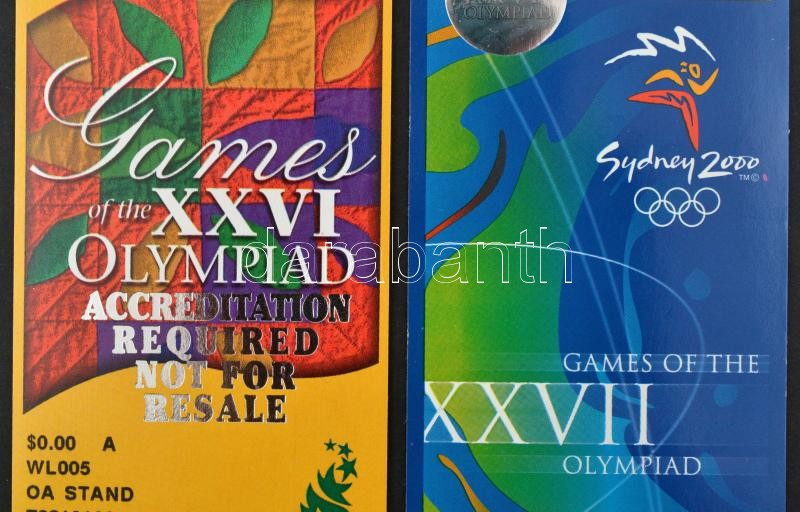 Games
of the XXVI
OLYMPIAD
ACCREDITATION
REQUIRED
NOT FOR
RESALE
$0.00 A
WL005
OA STAND
OLYMPIAD
Sydney 2000
TM©
GAMES OF THE
XXVII
OLYMPIAD
darabanth